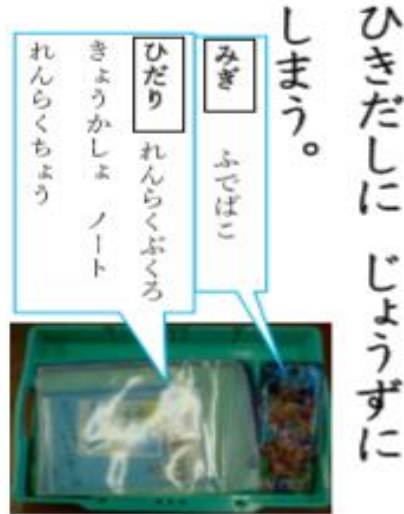 ひきだしに じょうずに
しまう。
みぎ ふでばこ
ひだり れんらくぶくろ
きょうかしょ ノート
れんらくちょう